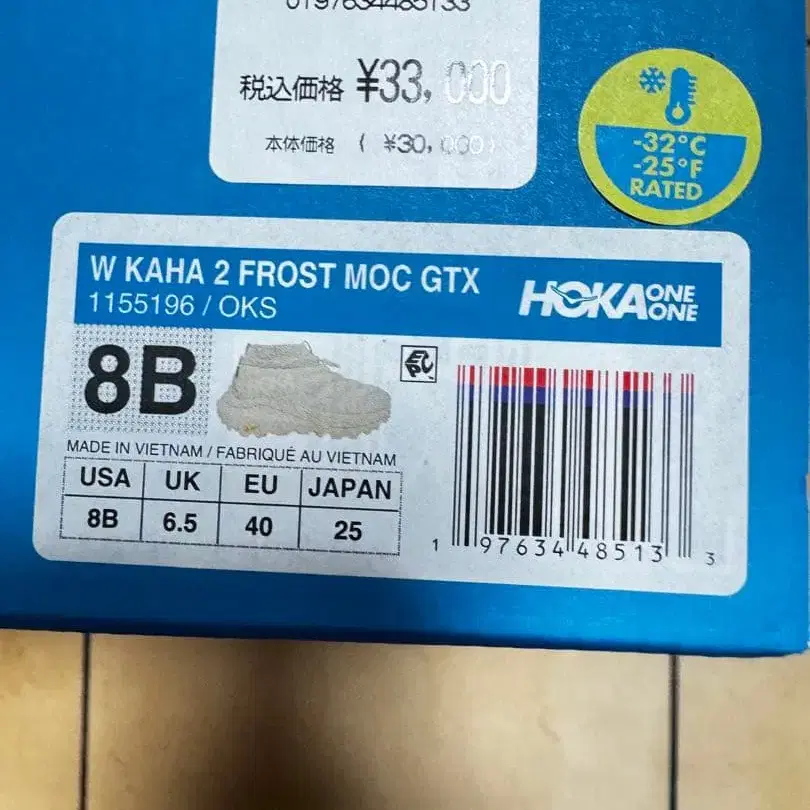 0197634485133
税込価格 ¥33,000
本体価格 ( ¥30,000)
-32°C
-25°F
RATED
W KAHA 2 FROST MOC GTX
1155196 / OKS
HOKA ONE ONE
8B
EPC
MADE IN VIETNAM / FABRIQUÉ AU VIETNAM
USA UK EU JAPAN
8B 6.5 40 25
1 97634 48513 3